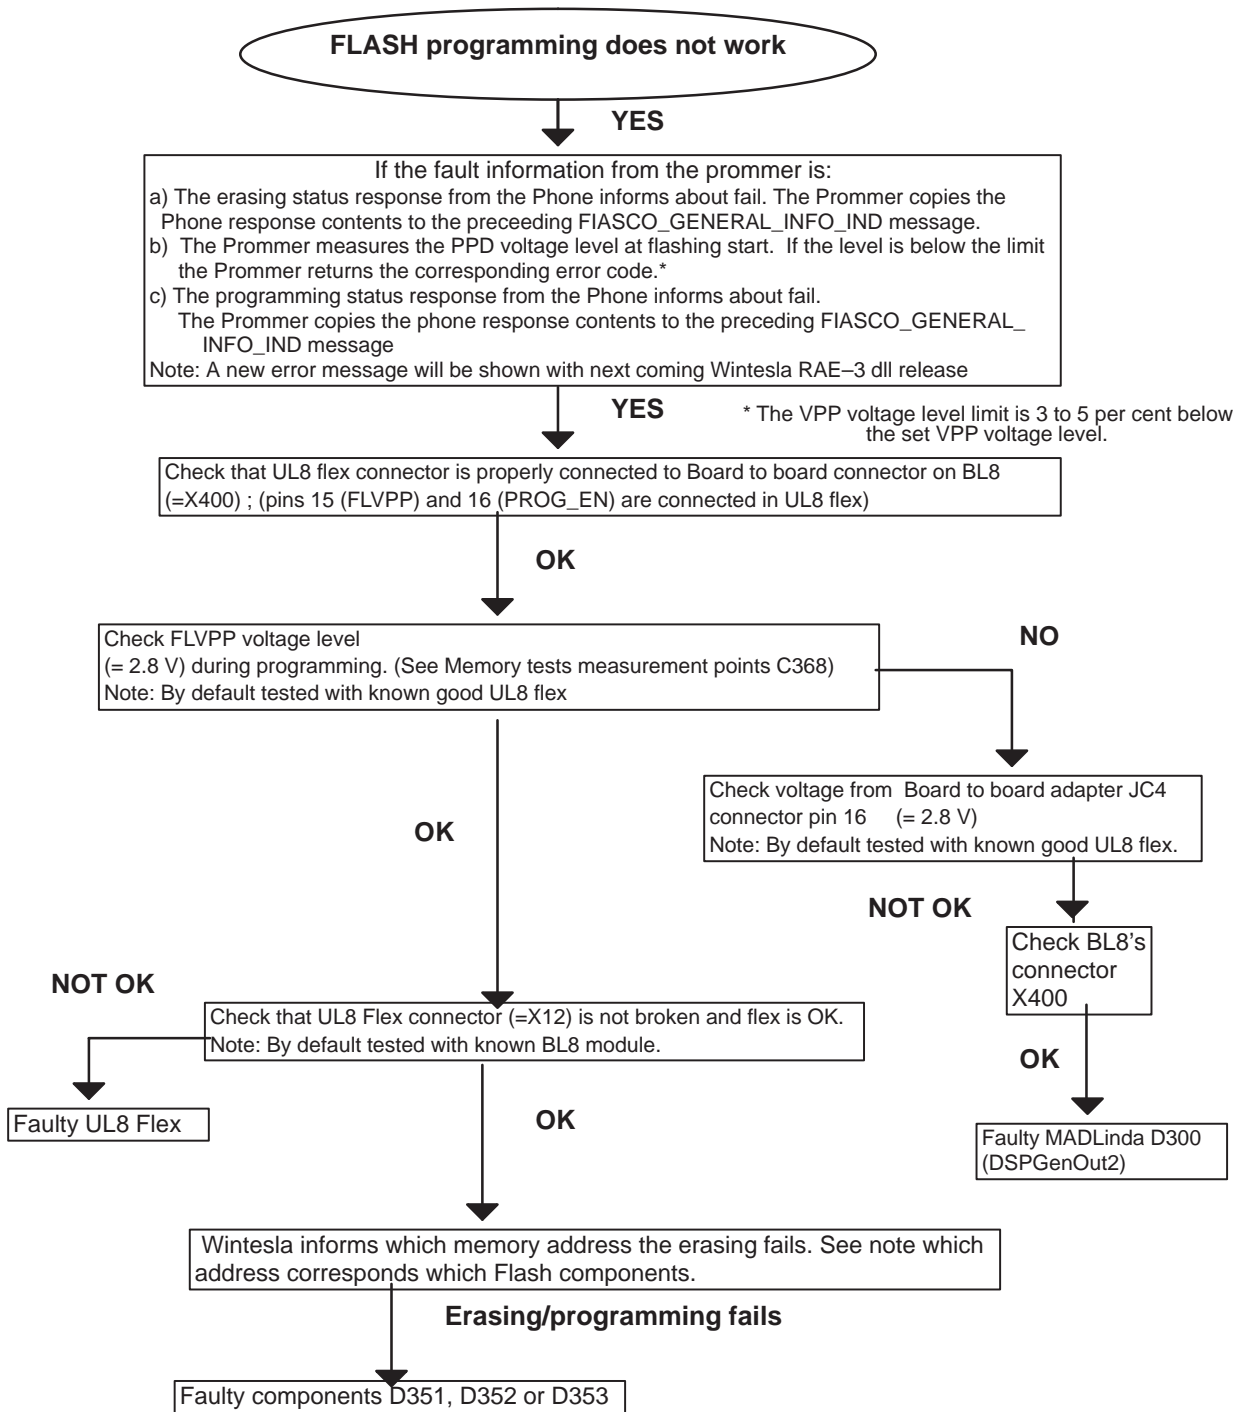 FLASH programming does not work
YES
If the fault information from the prommer is:
a) The erasing status response from the Phone informs about fail. The Prommer copies the
Phone response contents to the preceeding FIASCO_GENERAL_INFO_IND message.
b) The Prommer measures the PPD voltage level at flashing start. If the level is below the limit
the Prommer returns the corresponding error code.*
c) The programming status response from the Phone informs about fail.
The Prommer copies the phone response contents to the preceding FIASCO_GENERAL_
INFO_IND message
Note: A new error message will be shown with next coming Wintesla RAE–3 dll release
YES
* The VPP voltage level limit is 3 to 5 per cent below
the set VPP voltage level.
Check that UL8 flex connector is properly connected to Board to board connector on BL8
(=X400) ; (pins 15 (FLVPP) and 16 (PROG_EN) are connected in UL8 flex)
OK
Check FLVPP voltage level
(= 2.8 V) during programming. (See Memory tests measurement points C368)
Note: By default tested with known good UL8 flex
NO
Check voltage from Board to board adapter JC4
connector pin 16 (= 2.8 V)
Note: By default tested with known good UL8 flex.
OK
NOT OK
Check BL8's
connector
X400
NOT OK
Check that UL8 Flex connector (=X12) is not broken and flex is OK.
Note: By default tested with known BL8 module.
OK
Faulty UL8 Flex
OK
Faulty MADLinda D300
(DSPGenOut2)
Wintesla informs which memory address the erasing fails. See note which
address corresponds which Flash components.
Erasing/programming fails
Faulty components D351, D352 or D353